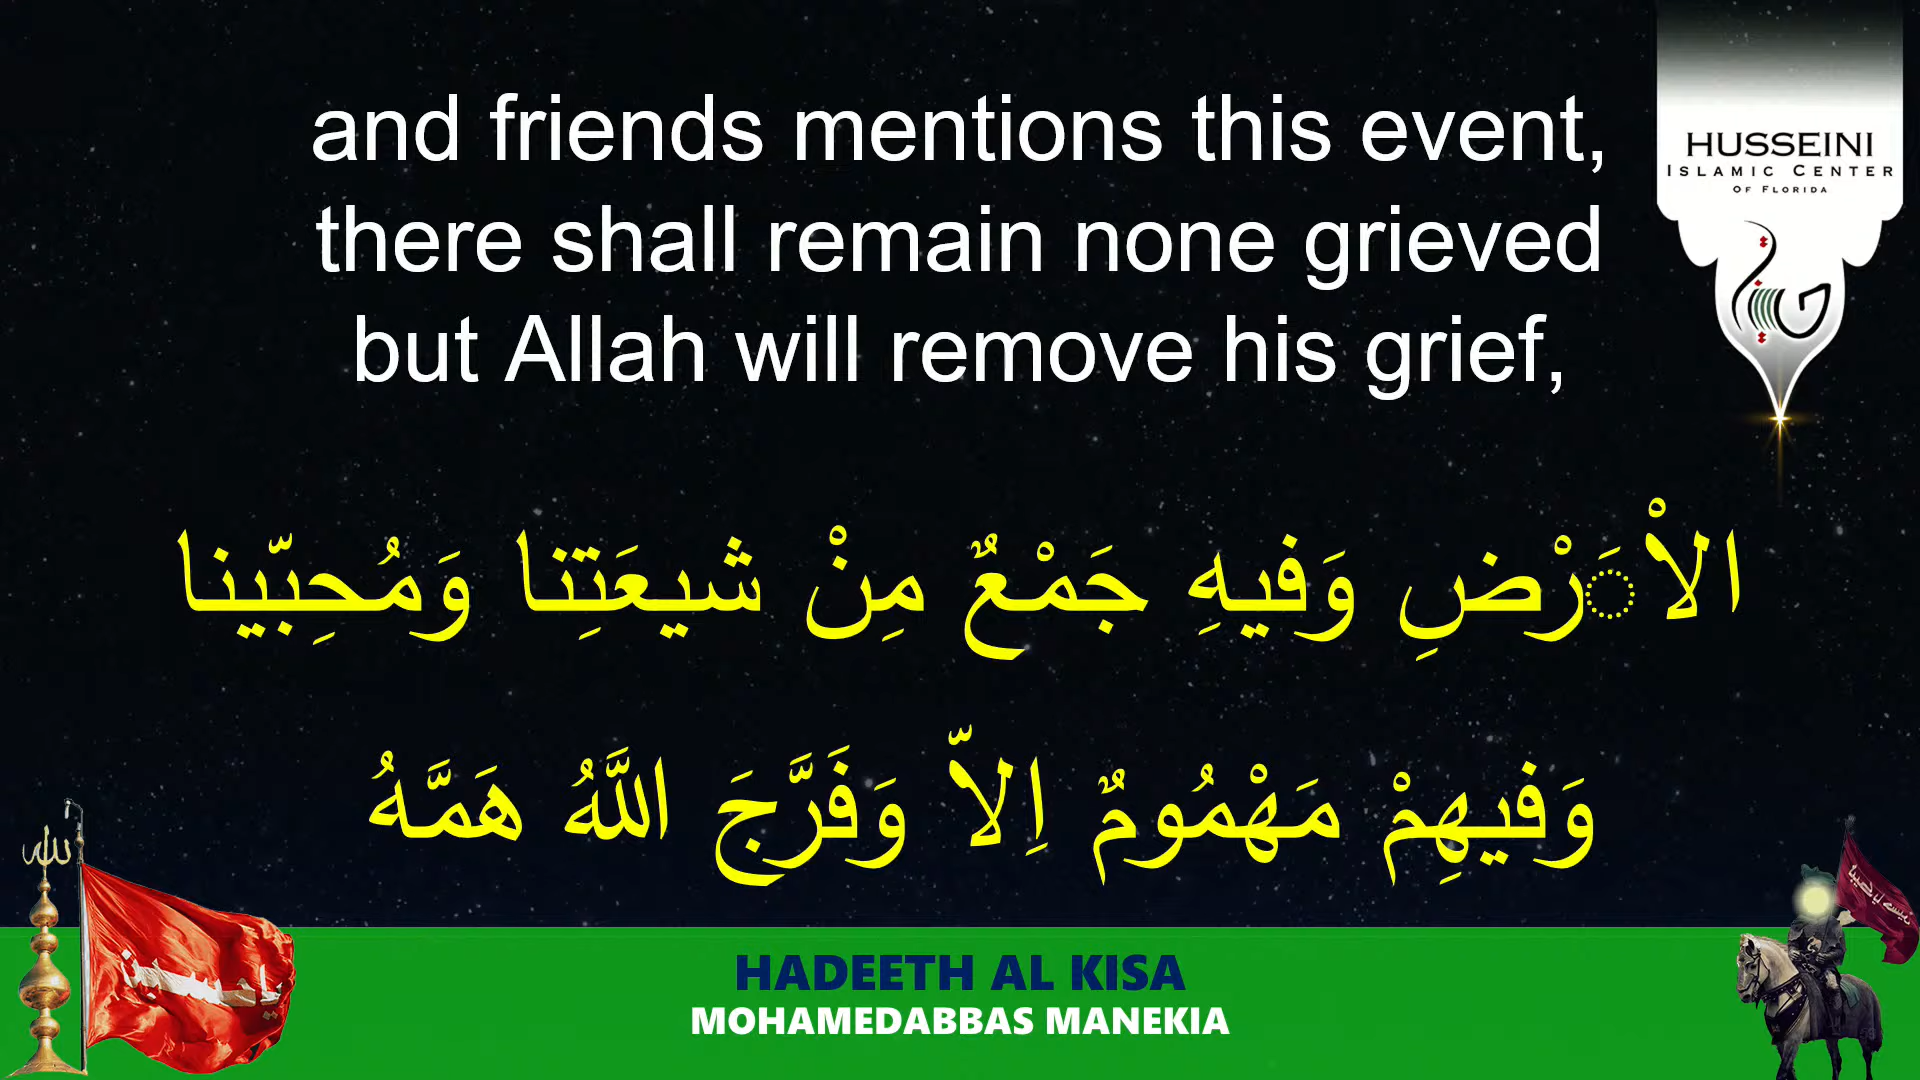 and friends mentions this event,
there shall remain none grieved
but Allah will remove his grief,
HUSSEINI
ISLAMIC CENTER
OF FLORIDA
الاْ َرْضِ وَفيهِ جَمْعٌ مِنْ شيعَتِنا وَمُحِبّينا
وَفيهِمْ مَهْمُومٌ اِلاّ وَفَرَّجَ اللَّهُ هَمَّهُ
HADEETH AL KISA
MOHAMEDABBAS MANEKIA